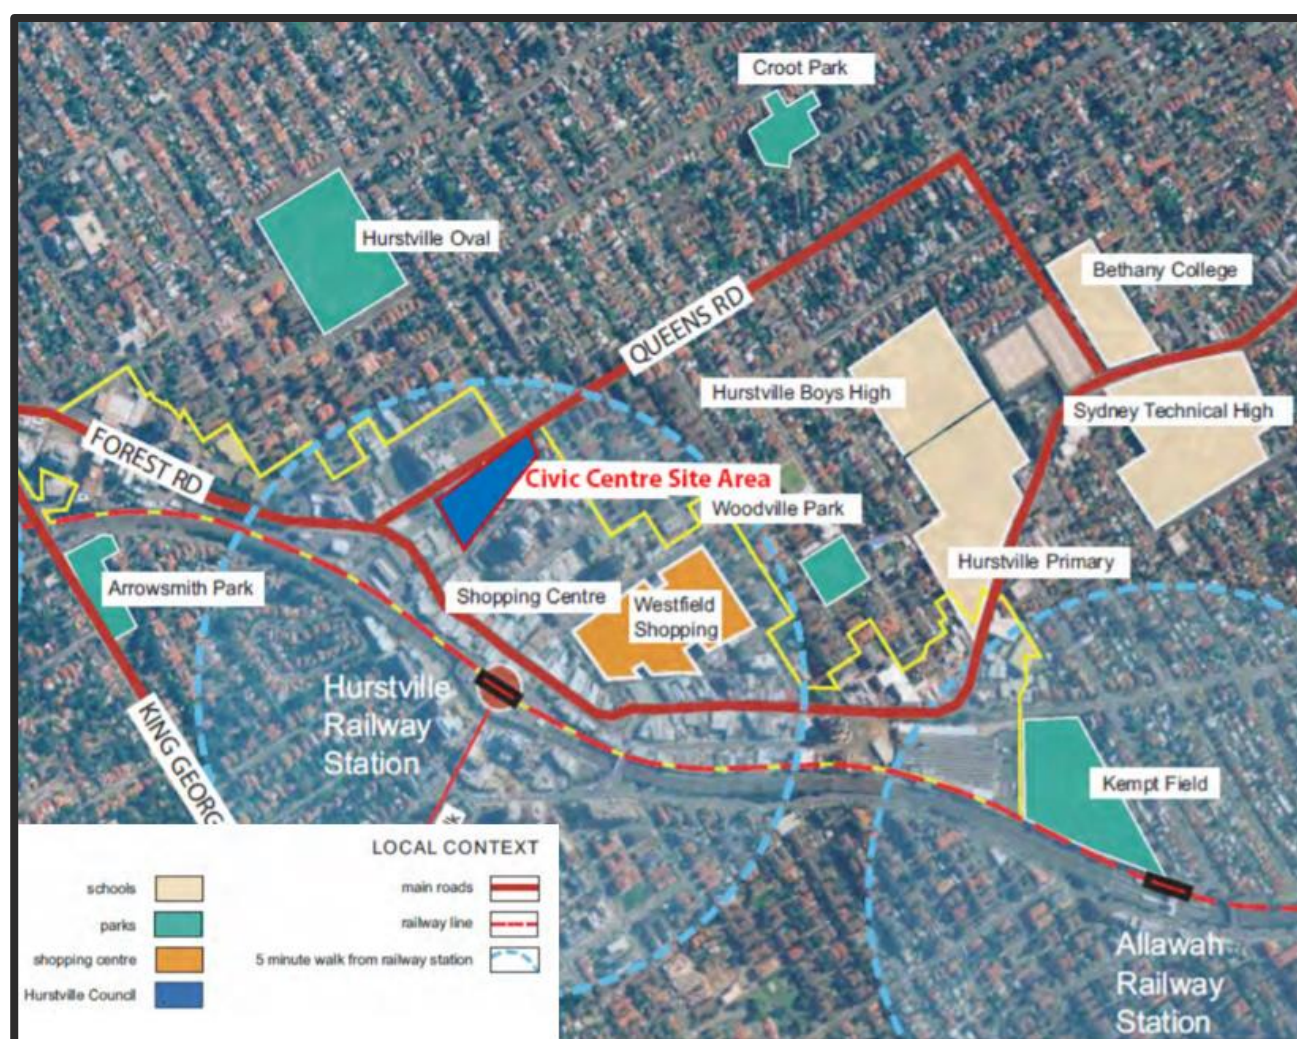 Croot Park
Hurstville Oval
Bethany College
QUEENS RD
Hurstville Boys High
Sydney Technical High
FOREST RD
Civic Centre Site Area
Woodville Park
Hurstville Primary
Arrowsmith Park
Shopping Centre
Westfield
Shopping
Hurstville
Railway
Station
KING GEORG
Kempt Field
Allawah
Railway
Station
LOCAL CONTEXT
schools
parks
shopping centre
Hurstville Council
main roads
railway line
5 minute walk from railway station